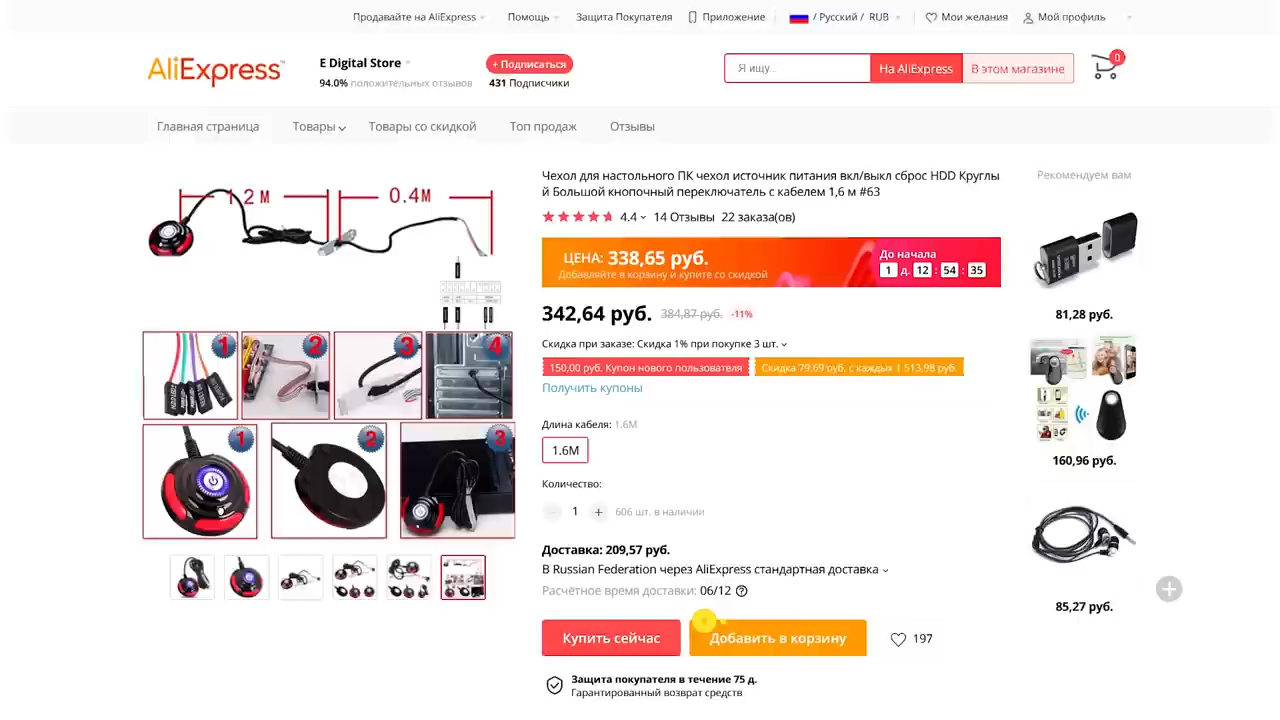 Продавайте на AliExpress
Помощь
Защита Покупателя
Приложение
/ Русский / RUB
Мои желания
Мой профиль
AliExpress™
E Digital Store
94.0% положительных отзывов
+ Подписаться
431 Подписчики
Я ищу...
На AliExpress
В этом магазине
0
Главная страница
Товары
Товары со скидкой
Топ продаж
Отзывы
1.2M
0.4M
1
2
3
4
1
2
3
Чехол для настольного ПК чехол источник питания вкл/выкл сброс HDD Круглы
й Большой кнопочный переключатель с кабелем 1,6 м #63
4.4
14 Отзывы
22 заказа(ов)
ЦЕНА: 338,65 руб.
Добавляйте в корзину и купите со скидкой
До начала
1 д. 12 : 54 : 35
342,64 руб. 384,87 руб. -11%
Скидка при заказе: Скидка 1% при покупке 3 шт.
150,00 руб. Купон нового пользователя
Скидка 79.69 руб. с каждых 1 513.98 руб.
Получить купоны
Длина кабеля: 1.6M
1.6M
Количество:
1 + 606 шт. в наличии
Доставка: 209,57 руб.
В Russian Federation через AliExpress стандартная доставка
Расчётное время доставки: 06/12
Купить сейчас
Добавить в корзину
197
Защита покупателя в течение 75 д.
Гарантированный возврат средств
Рекомендуем вам
81,28 руб.
160,96 руб.
85,27 руб.